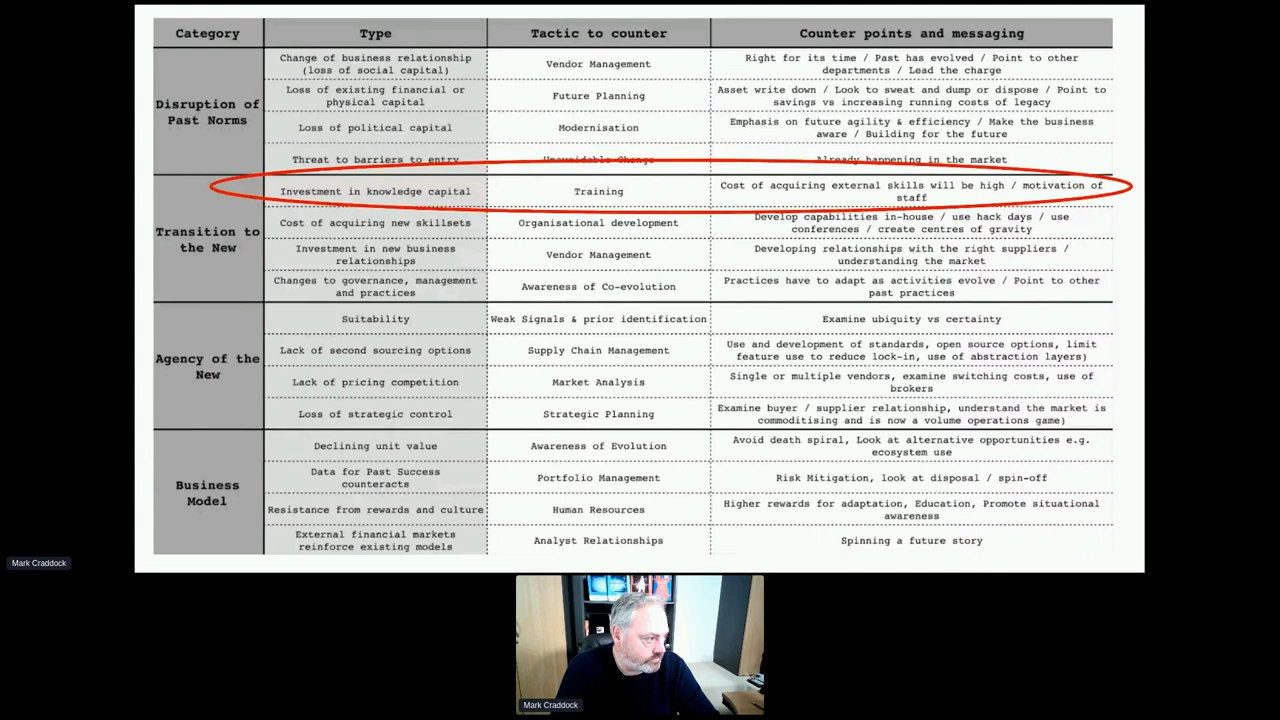 Category Type Tactic to counter Counter points and messaging
Disruption of
Past Norms
Change of business relationship
(loss of social capital)
Vendor Management
Right for its time / Past has evolved / Point to other
departments / Lead the charge
Loss of existing financial or
physical capital
Future Planning
Asset write down / Look to sweat and dump or dispose / Point to
savings vs increasing running costs of legacy
Loss of political capital
Modernisation
Emphasis on future agility & efficiency / Make the business
aware / Building for the future
Threat to barriers to entry
Unavoidable Change
Already happening in the market
Transition to
the New
Investment in knowledge capital
Training
Cost of acquiring external skills will be high / motivation of
staff
Cost of acquiring new skillsets
Organisational development
Develop capabilities in-house / use hack days / use
conferences / create centres of gravity
Investment in new business
relationships
Vendor Management
Developing relationships with the right suppliers /
understanding the market
Changes to governance, management
and practices
Awareness of Co-evolution
Practices have to adapt as activities evolve / Point to other
past practices
Agency of the
New
Suitability
Weak Signals & prior identification
Examine ubiquity vs certainty
Lack of second sourcing options
Supply Chain Management
Use and development of standards, open source options, limit
feature use to reduce lock-in, use of abstraction layers)
Lack of pricing competition
Market Analysis
Single or multiple vendors, examine switching costs, use of
brokers
Loss of strategic control
Strategic Planning
Examine buyer / supplier relationship, understand the market is
commoditising and is now a volume operations game)
Business
Model
Declining unit value
Awareness of Evolution
Avoid death spiral, Look at alternative opportunities e.g.
ecosystem use
Data for Past Success
counteracts
Portfolio Management
Risk Mitigation, look at disposal / spin-off
Resistance from rewards and culture
Human Resources
Higher rewards for adaptation, Education, Promote situational
awareness
External financial markets
reinforce existing models
Analyst Relationships
Spinning a future story
Mark Craddock
Mark Craddock